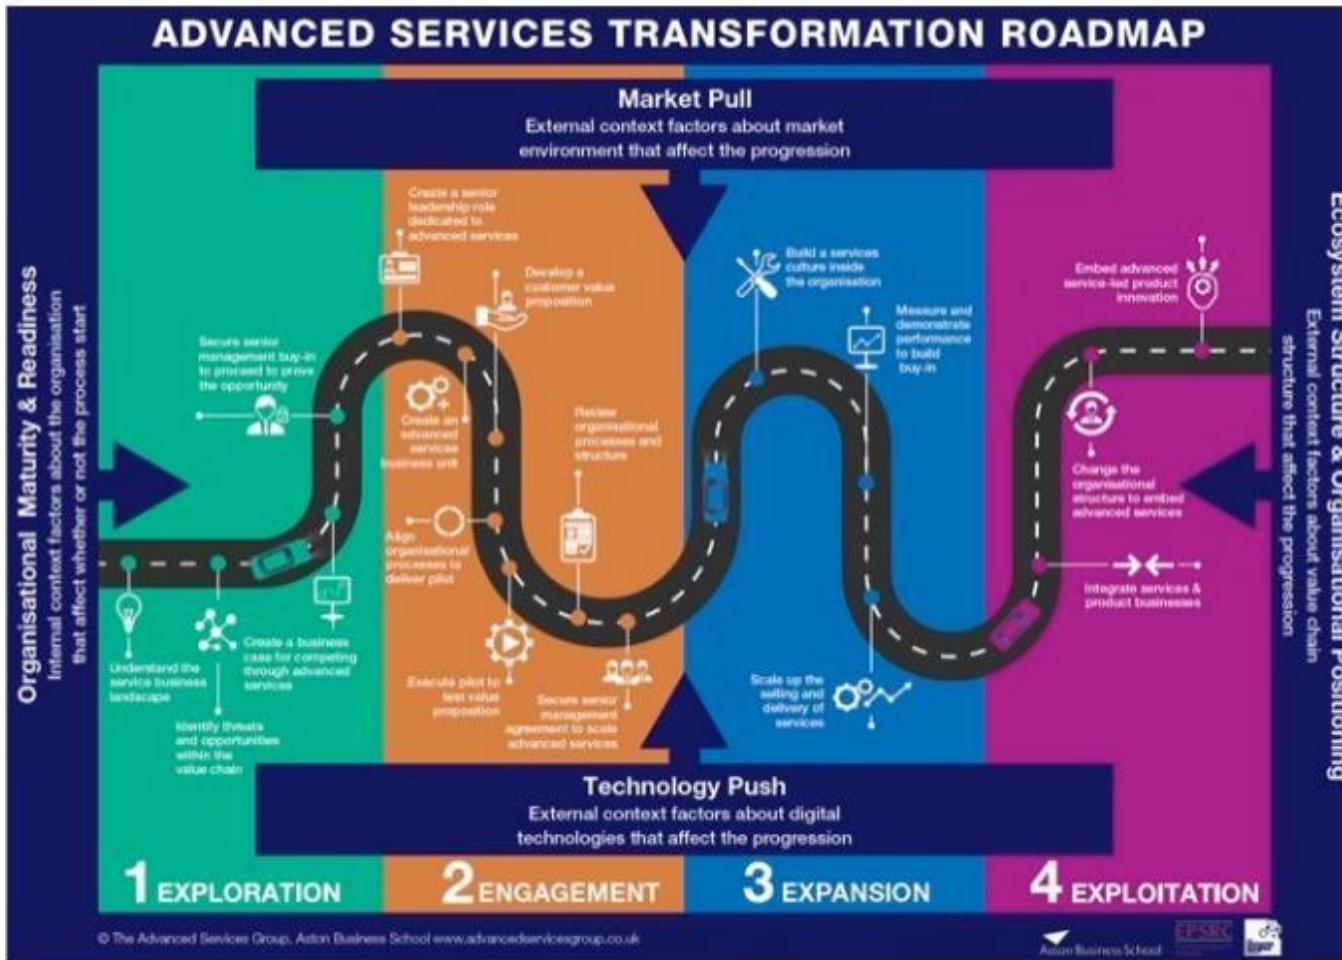 ADVANCED SERVICES TRANSFORMATION ROADMAP
Market Pull
External context factors about market
environment that affect the progression
Organisational Maturity & Readiness
Internal context factors about the organisation
that affect whether or not the process start
Understand the
service business
landscape
Identify threats
and opportunities
within the
value chain
Create a business
case for competing
through advanced
services
Secure senior
management buy-in
to proceed to prove
the opportunity
Create a senior
leadership role
dedicated to
advanced services
Create an
advanced
services
business unit
Develop a
customer value
proposition
Align
organisational
processes to
deliver pilot
Execute pilot to
test value
proposition
Review
organisational
processes and
structure
Secure senior
management
agreement to scale
advanced services
Build a services
culture inside
the organisation
Measure and
demonstrate
performance
to build
buy-in
Scale up the
selling and
delivery of
services
Integrate services &
product businesses
Change the
organisational
structure to embed
advanced services
Embed advanced
service-led product
innovation
Ecosystem Structure & Organisational Positioning
External context factors about value chain
structure that affect the progression
Technology Push
External context factors about digital
technologies that affect the progression
1 EXPLORATION
2 ENGAGEMENT
3 EXPANSION
4 EXPLOITATION
© The Advanced Services Group, Aston Business School www.advancedservicesgroup.co.uk
Aston Business School
EPSRC